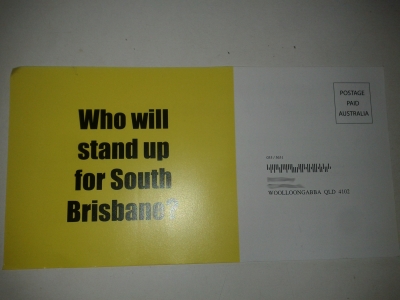 Who will
stand up
for South
Brisbane?
POSTAGE
PAID
AUSTRALIA
WOOLLOONGABBA QLD 4102